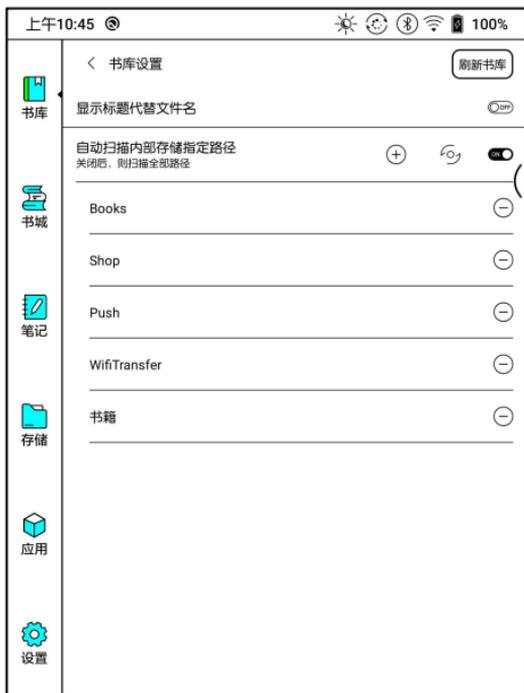 上午10:45
100%
书库设置
刷新书库
显示标题代替文件名
OFF
自动扫描内部存储指定路径
关闭后，则扫描全部路径
ON
Books
Shop
Push
WifiTransfer
书籍
书库
书城
笔记
存储
应用
设置